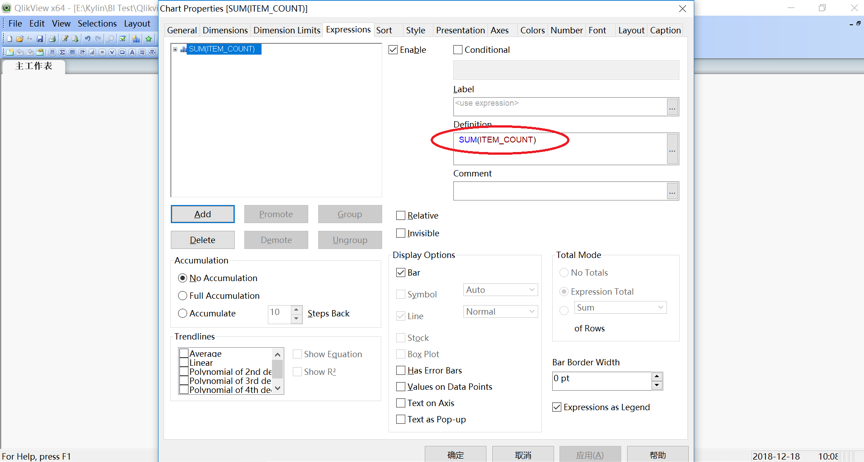 QlikView x64 - [E:\Kylin\BI Test\Qlikvi
Chart Properties [SUM(ITEM_COUNT)]
File Edit View Selections Layout
General Dimensions Dimension Limits Expressions Sort Style Presentation Axes Colors Number Font Layout Caption
主工作表
SUM(ITEM_COUNT)
Enable
Conditional
Label
<use expression>
...
Definition
SUM(ITEM_COUNT)
...
Comment
...
Add Promote Group
Relative
Invisible
Delete Demote Ungroup
Accumulation
No Accumulation
Full Accumulation
Accumulate 10 Steps Back
Display Options
Bar
Symbol Auto
Line Normal
Stock
Box Plot
Has Error Bars
Values on Data Points
Text on Axis
Text as Pop-up
Total Mode
No Totals
Expression Total
Sum
of Rows
Trendlines
Average
Linear
Polynomial of 2nd de
Polynomial of 3rd de
Polynomial of 4th de
Show Equation
Show R²
Bar Border Width
0 pt
Expressions as Legend
确定 取消 应用(A) 帮助
For Help, press F1
2018-12-18 10:08